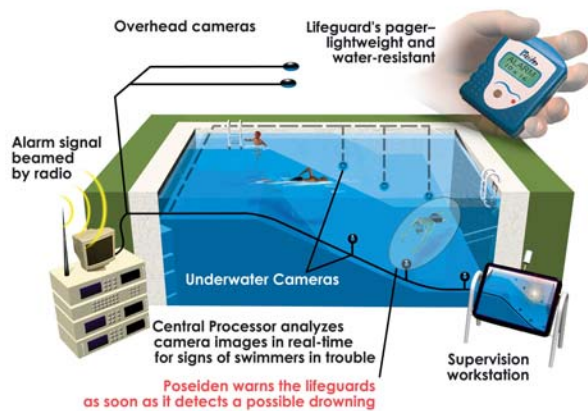 Overhead cameras
Lifeguard's pager–
lightweight and
water-resistant
ALARM
Alarm signal
beamed
by radio
Underwater Cameras
Central Processor analyzes
camera images in real-time
for signs of swimmers in trouble
Supervision
workstation
Poseiden warns the lifeguards
as soon as it detects a possible drowning